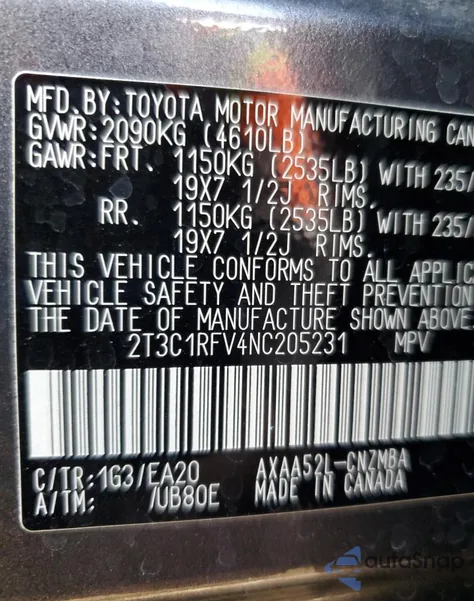 MFD.BY:TOYOTA MOTOR MANUFACTURING CAN
GVWR:2090KG (4610LB)
GAWR:FRT. 1150KG (2535LB) WITH 235/
19X7 1/2J RIMS.
RR. 1150KG (2535LB) WITH 235/
19X7 1/2J RIMS.
THIS VEHICLE CONFORMS TO ALL APPLIC
VEHICLE SAFETY AND THEFT PREVENTION
THE DATE OF MANUFACTURE SHOWN ABOVE
2T3C1RFV4NC205231 MPV
C/TR:1G3/EA20 AXAA52L-CNZMBA
A/TM: /UB80E MADE IN CANADA
autoSnap